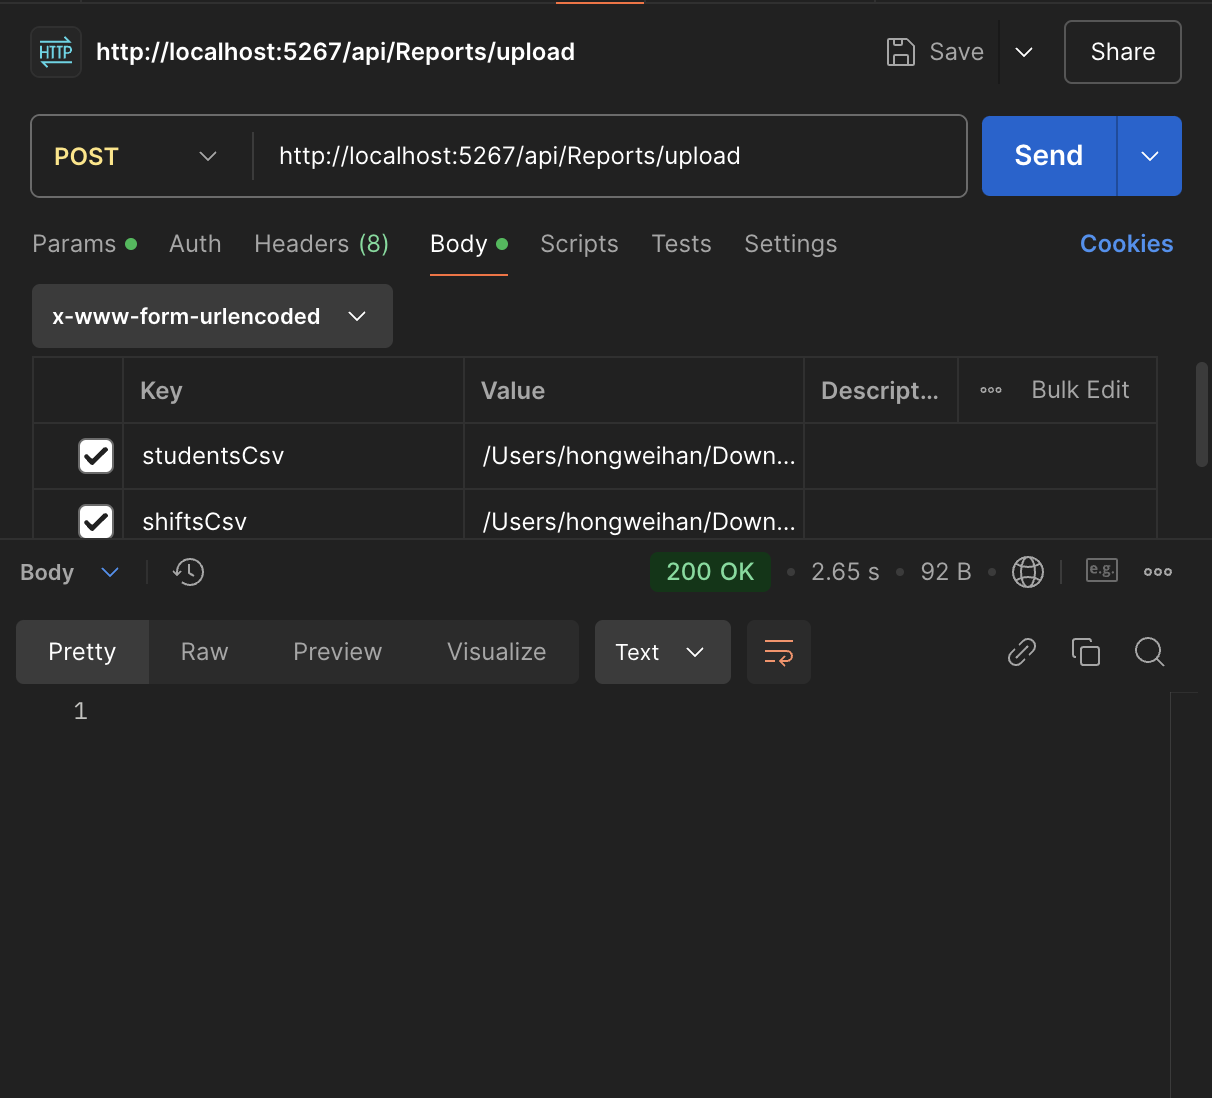 HTTP http://localhost:5267/api/Reports/upload Save Share
POST http://localhost:5267/api/Reports/upload Send
Params Auth Headers (8) Body Scripts Tests Settings Cookies
x-www-form-urlencoded
Key Value Descript... Bulk Edit
studentsCsv /Users/hongweihan/Down...
shiftsCsv /Users/hongweihan/Down...
Body 200 OK 2.65 s 92 B e.g.
Pretty Raw Preview Visualize Text
1